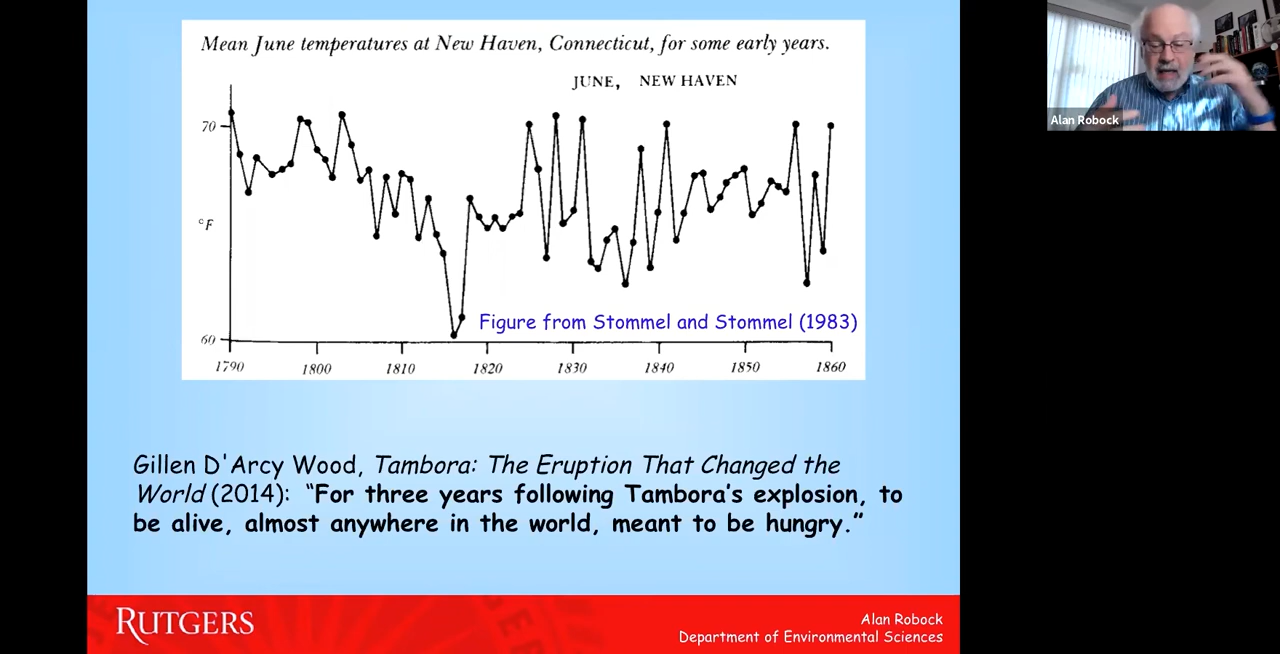 Mean June temperatures at New Haven, Connecticut, for some early years.
JUNE, NEW HAVEN
70
°F
60
Figure from Stommel and Stommel (1983)
1790 1800 1810 1820 1830 1840 1850 1860
Gillen D'Arcy Wood, Tambora: The Eruption That Changed the
World (2014): “For three years following Tambora’s explosion, to
be alive, almost anywhere in the world, meant to be hungry.”
RUTGERS
Alan Robock
Department of Environmental Sciences
Alan Robock